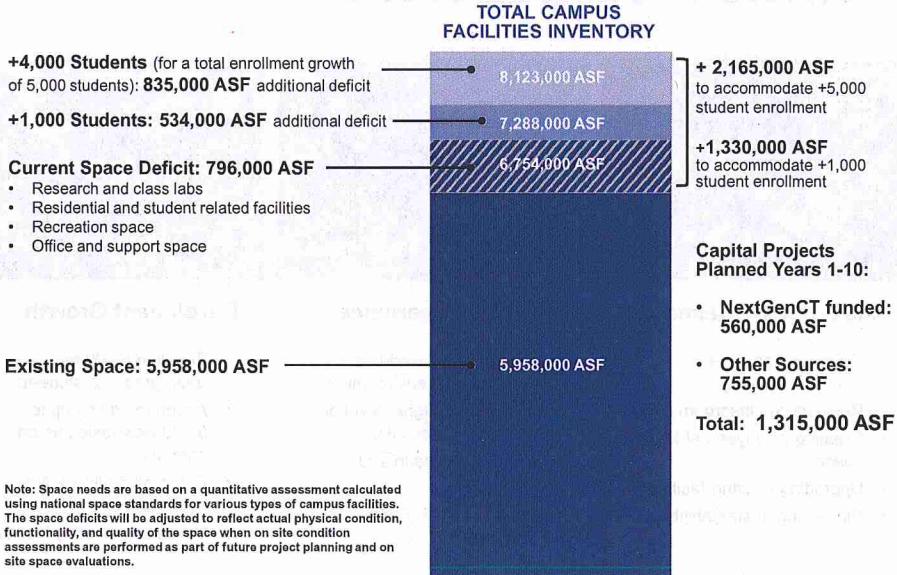 TOTAL CAMPUS
FACILITIES INVENTORY
+4,000 Students (for a total enrollment growth
of 5,000 students): 835,000 ASF additional deficit
+1,000 Students: 534,000 ASF additional deficit
Current Space Deficit: 796,000 ASF
• Research and class labs
• Residential and student related facilities
• Recreation space
• Office and support space
Existing Space: 5,958,000 ASF
Note: Space needs are based on a quantitative assessment calculated
using national space standards for various types of campus facilities.
The space deficits will be adjusted to reflect actual physical condition,
functionality, and quality of the space when on site condition
assessments are performed as part of future project planning and on
site space evaluations.
8,123,000 ASF
7,288,000 ASF
6,754,000 ASF
5,958,000 ASF
+ 2,165,000 ASF
to accommodate +5,000
student enrollment
+1,330,000 ASF
to accommodate +1,000
student enrollment
Capital Projects
Planned Years 1-10:
• NextGenCT funded:
560,000 ASF
• Other Sources:
755,000 ASF
Total: 1,315,000 ASF